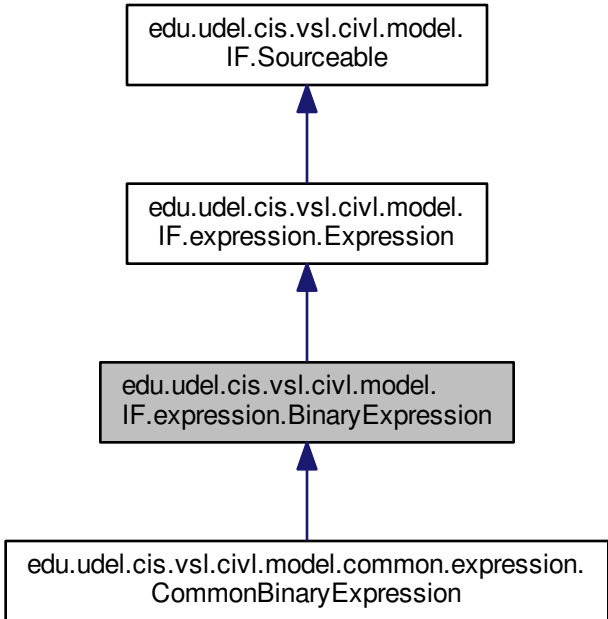 edu.udel.cis.vsl.civl.model.
IF.Sourceable
edu.udel.cis.vsl.civl.model.
IF.expression.Expression
edu.udel.cis.vsl.civl.model.
IF.expression.BinaryExpression
edu.udel.cis.vsl.civl.model.common.expression.
CommonBinaryExpression